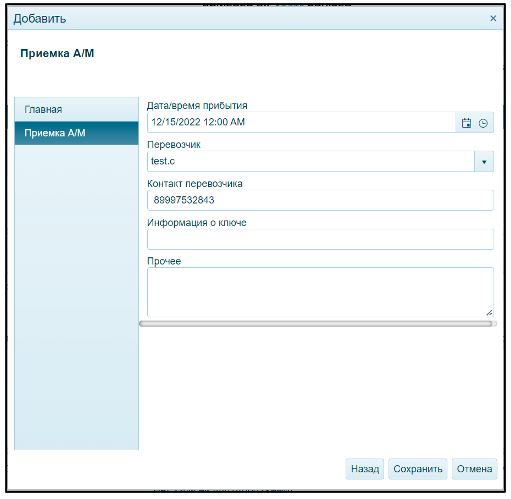 Добавить
Приемка А/М
Главная
Приемка А/М
Дата/время прибытия
12/15/2022 12:00 AM
Перевозчик
test.c
Контакт перевозчика
89997532843
Информация о ключе
Прочее
Назад Сохранить Отмена